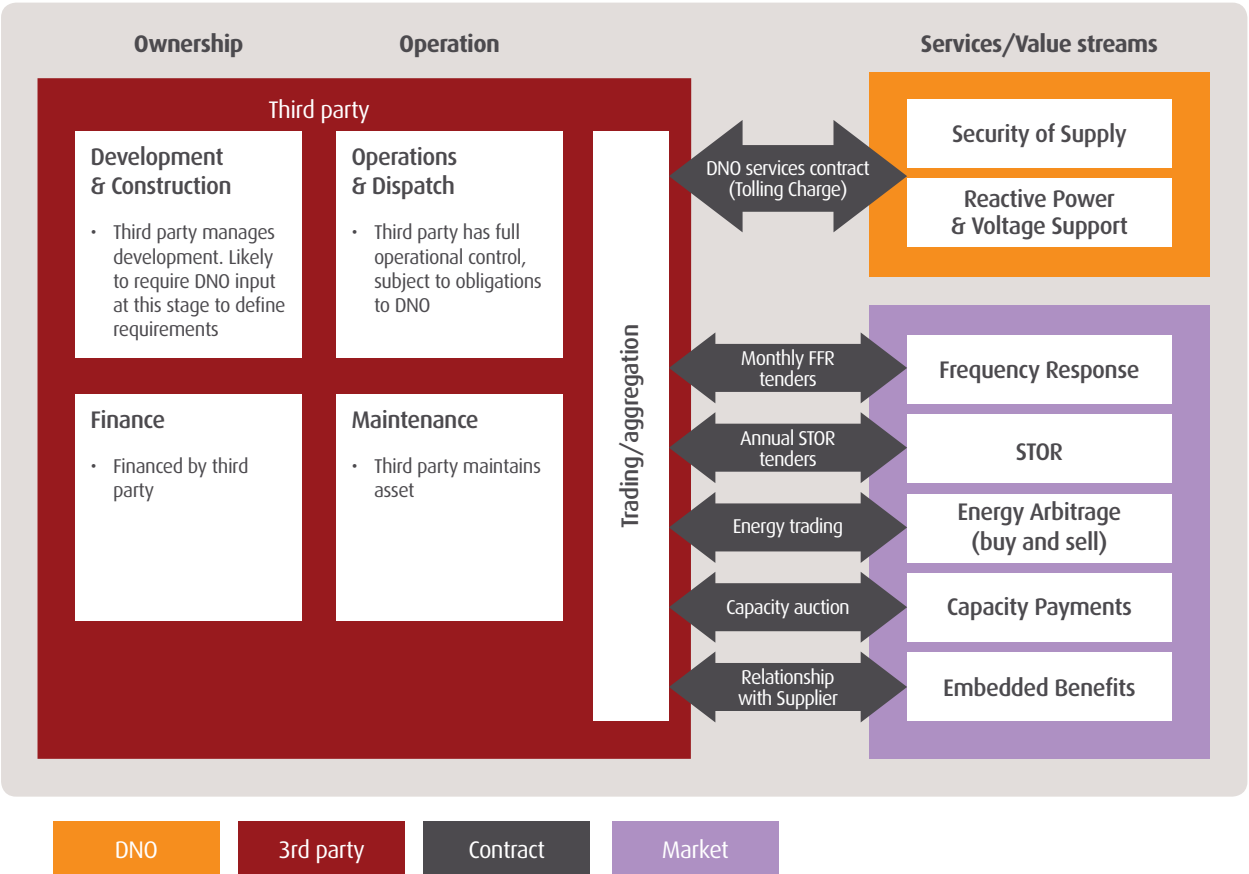 Ownership
Operation
Services/Value streams
Third party
Development
& Construction
• Third party manages
development. Likely
to require DNO input
at this stage to define
requirements
Operations
& Dispatch
• Third party has full
operational control,
subject to obligations
to DNO
Finance
• Financed by third
party
Maintenance
• Third party maintains
asset
Trading/aggregation
DNO services contract
(Tolling Charge)
Monthly FFR
tenders
Annual STOR
tenders
Energy trading
Capacity auction
Relationship
with Supplier
Security of Supply
Reactive Power
& Voltage Support
Frequency Response
STOR
Energy Arbitrage
(buy and sell)
Capacity Payments
Embedded Benefits
DNO
3rd party
Contract
Market